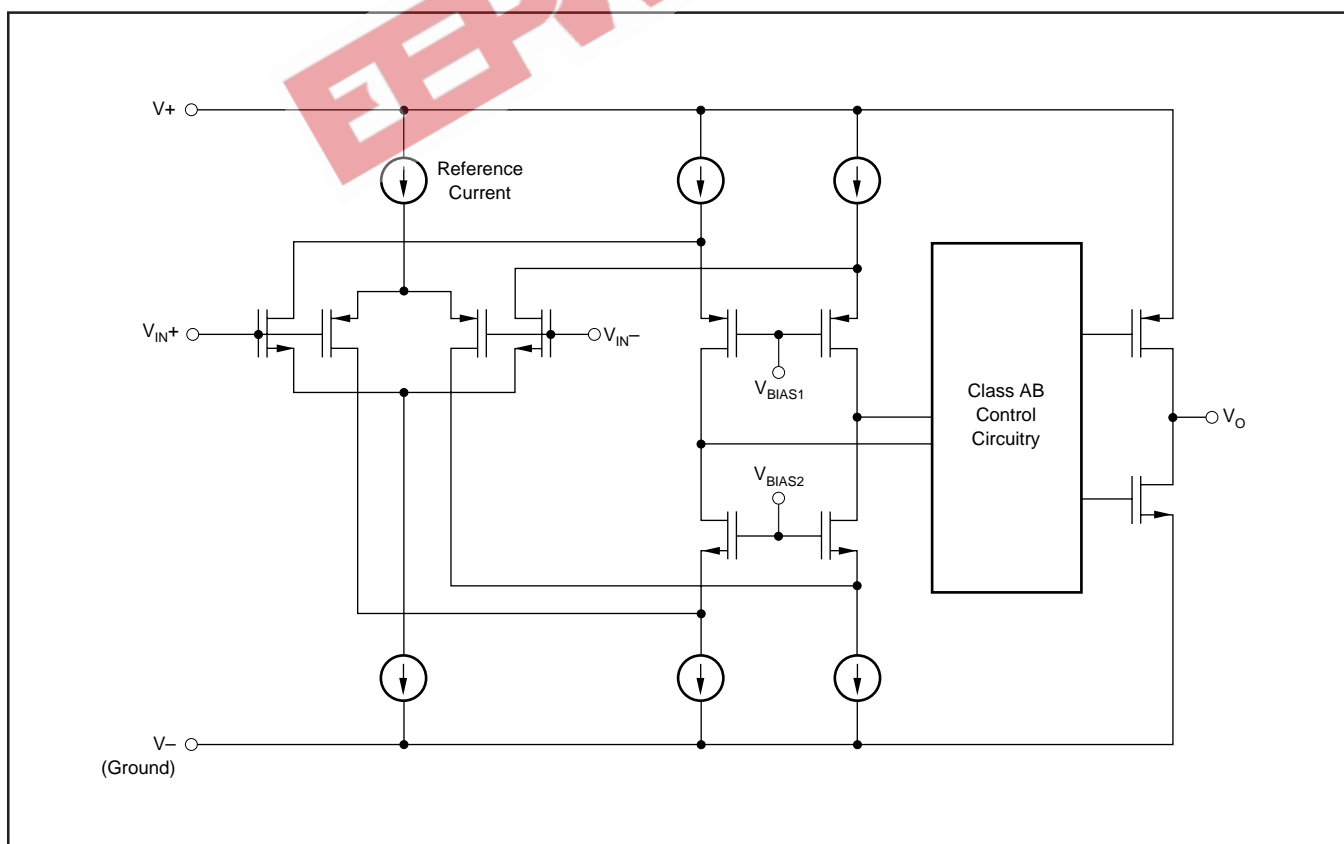 V+
Reference
Current
VIN+
VIN–
VBIAS1
Class AB
Control
Circuitry
VO
VBIAS2
V–
(Ground)